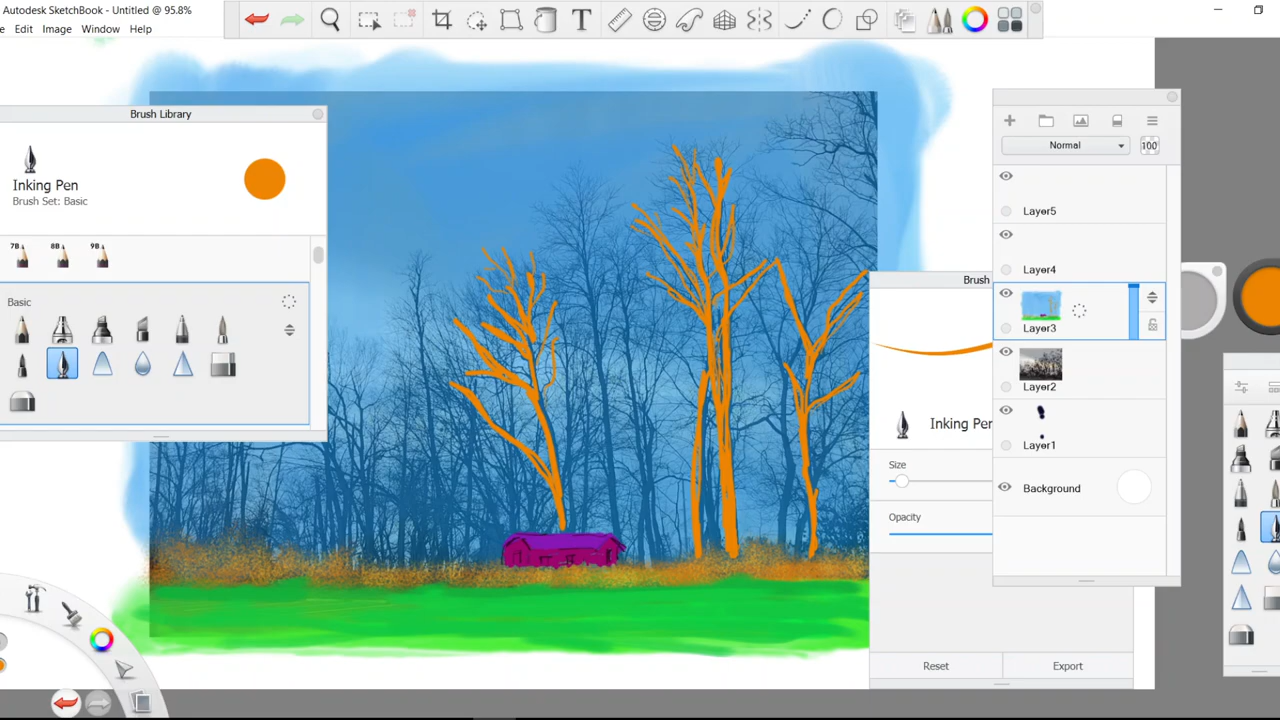 Autodesk SketchBook - Untitled @ 95.8%
e Edit Image Window Help
T
Brush Library
Inking Pen
Brush Set: Basic
7B 8B 9B
Basic
Brush
Inking Pen
Size
Opacity
Reset Export
Normal 100
Layer5
Layer4
Layer3
Layer2
Layer1
Background